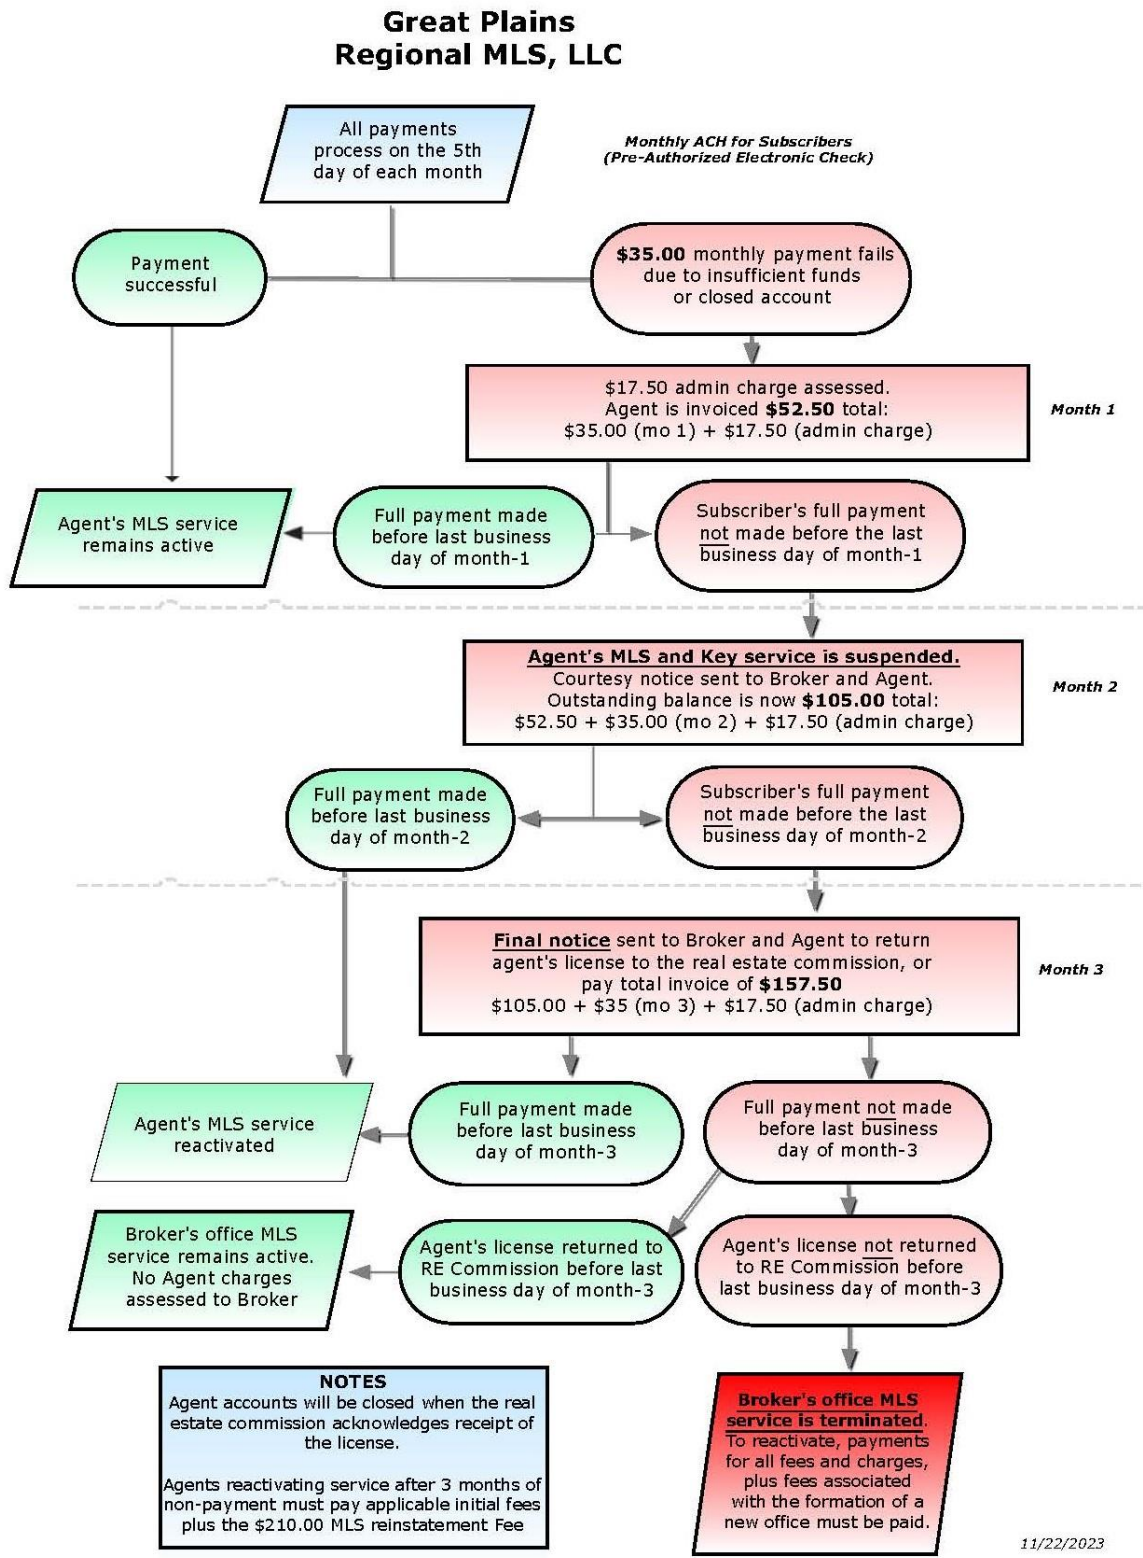 Great Plains
Regional MLS, LLC
All payments
process on the 5th
day of each month
Monthly ACH for Subscribers
(Pre-Authorized Electronic Check)
Payment
successful
$35.00 monthly payment fails
due to insufficient funds
or closed account
$17.50 admin charge assessed.
Agent is invoiced $52.50 total:
$35.00 (mo 1) + $17.50 (admin charge)
Month 1
Agent's MLS service
remains active
Full payment made
before last business
day of month-1
Subscriber's full payment
not made before the last
business day of month-1
Agent's MLS and Key service is suspended.
Courtesy notice sent to Broker and Agent.
Outstanding balance is now $105.00 total:
$52.50 + $35.00 (mo 2) + $17.50 (admin charge)
Month 2
Full payment made
before last business
day of month-2
Subscriber's full payment
not made before the last
business day of month-2
Final notice sent to Broker and Agent to return
agent's license to the real estate commission, or
pay total invoice of $157.50
$105.00 + $35 (mo 3) + $17.50 (admin charge)
Month 3
Agent's MLS service
reactivated
Full payment made
before last business
day of month-3
Full payment not made
before last business
day of month-3
Broker's office MLS
service remains active.
No Agent charges
assessed to Broker
Agent's license returned to
RE Commission before last
business day of month-3
Agent's license not returned
to RE Commission before
last business day of month-3
NOTES
Agent accounts will be closed when the real
estate commission acknowledges receipt of
the license.
Agents reactivating service after 3 months of
non-payment must pay applicable initial fees
plus the $210.00 MLS reinstatement Fee
Broker's office MLS
service is terminated.
To reactivate, payments
for all fees and charges,
plus fees associated
with the formation of a
new office must be paid.
11/22/2023